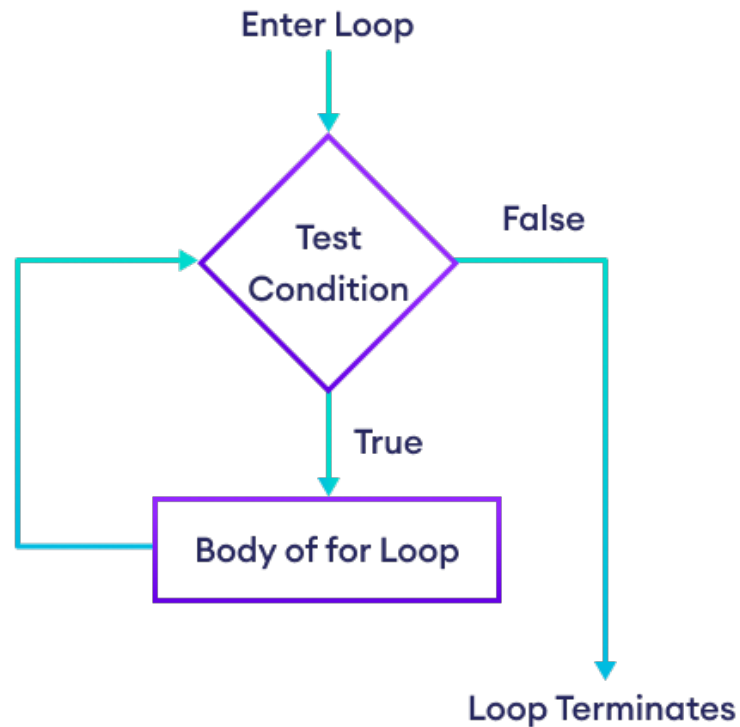 Enter Loop
Test
Condition
False
True
Body of for Loop
Loop Terminates